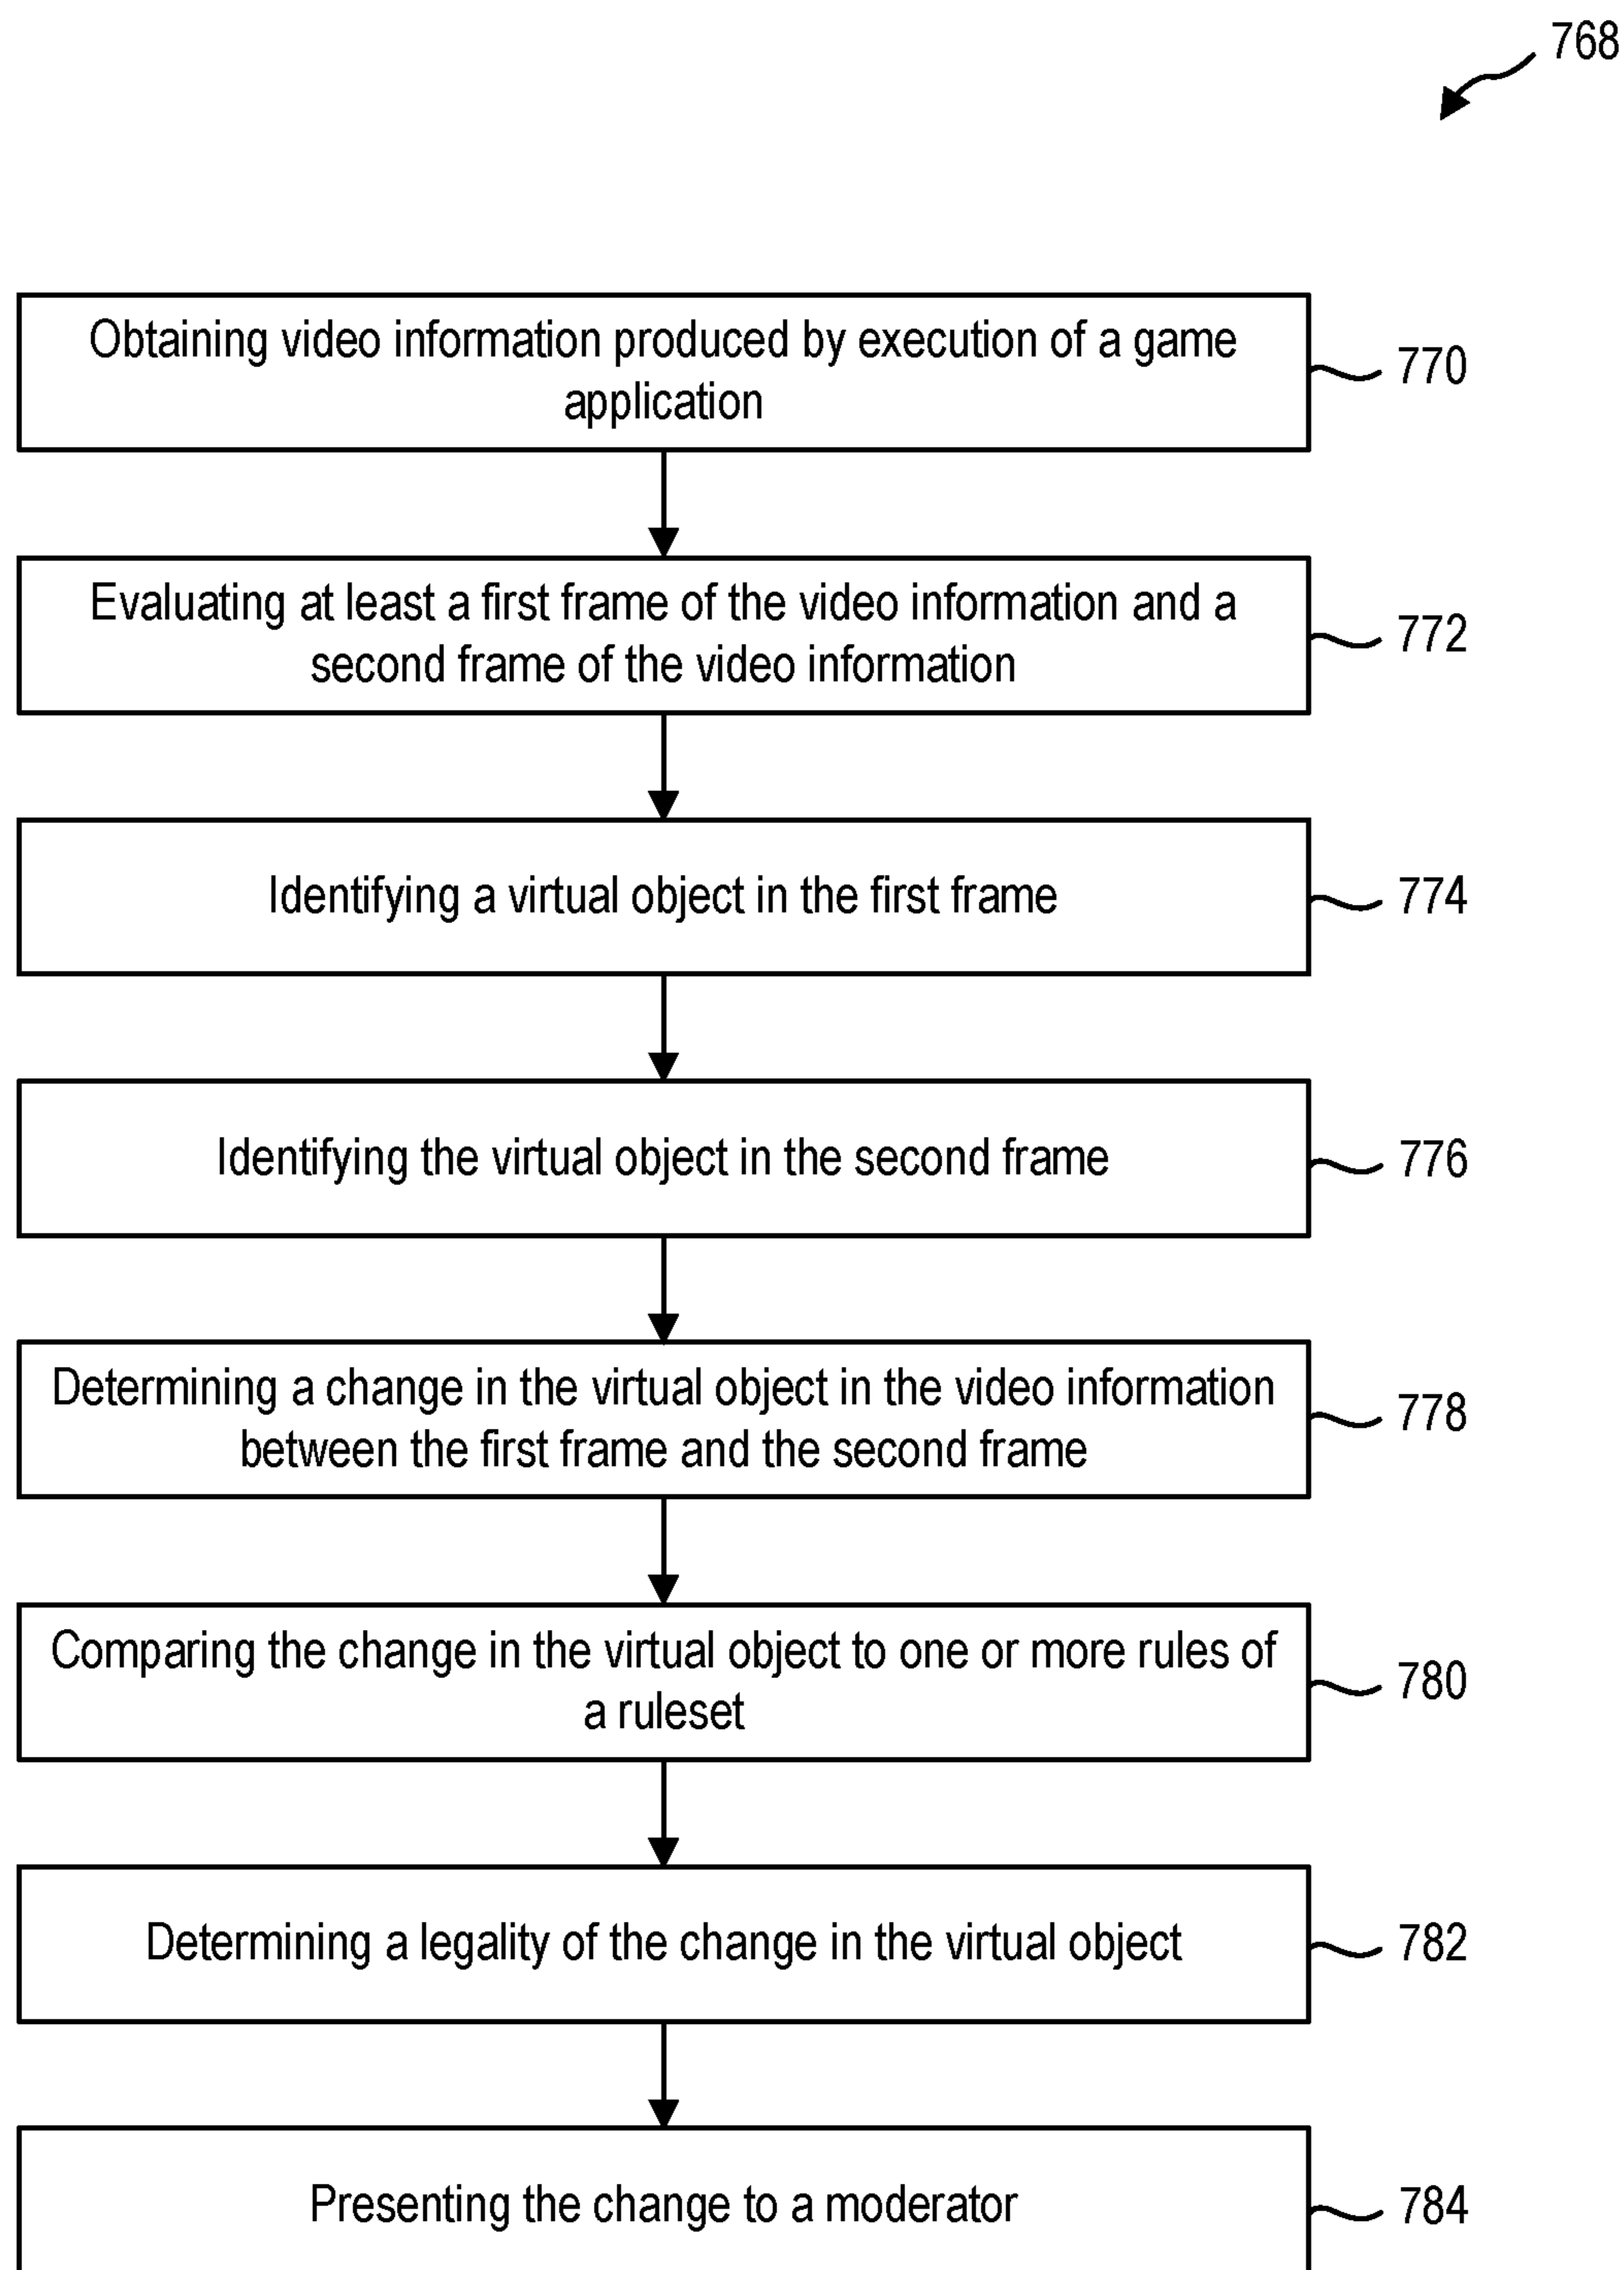 768
Obtaining video information produced by execution of a game
application
770
Evaluating at least a first frame of the video information and a
second frame of the video information
772
Identifying a virtual object in the first frame
774
Identifying the virtual object in the second frame
776
Determining a change in the virtual object in the video information
between the first frame and the second frame
778
Comparing the change in the virtual object to one or more rules of
a ruleset
780
Determining a legality of the change in the virtual object
782
Presenting the change to a moderator
784